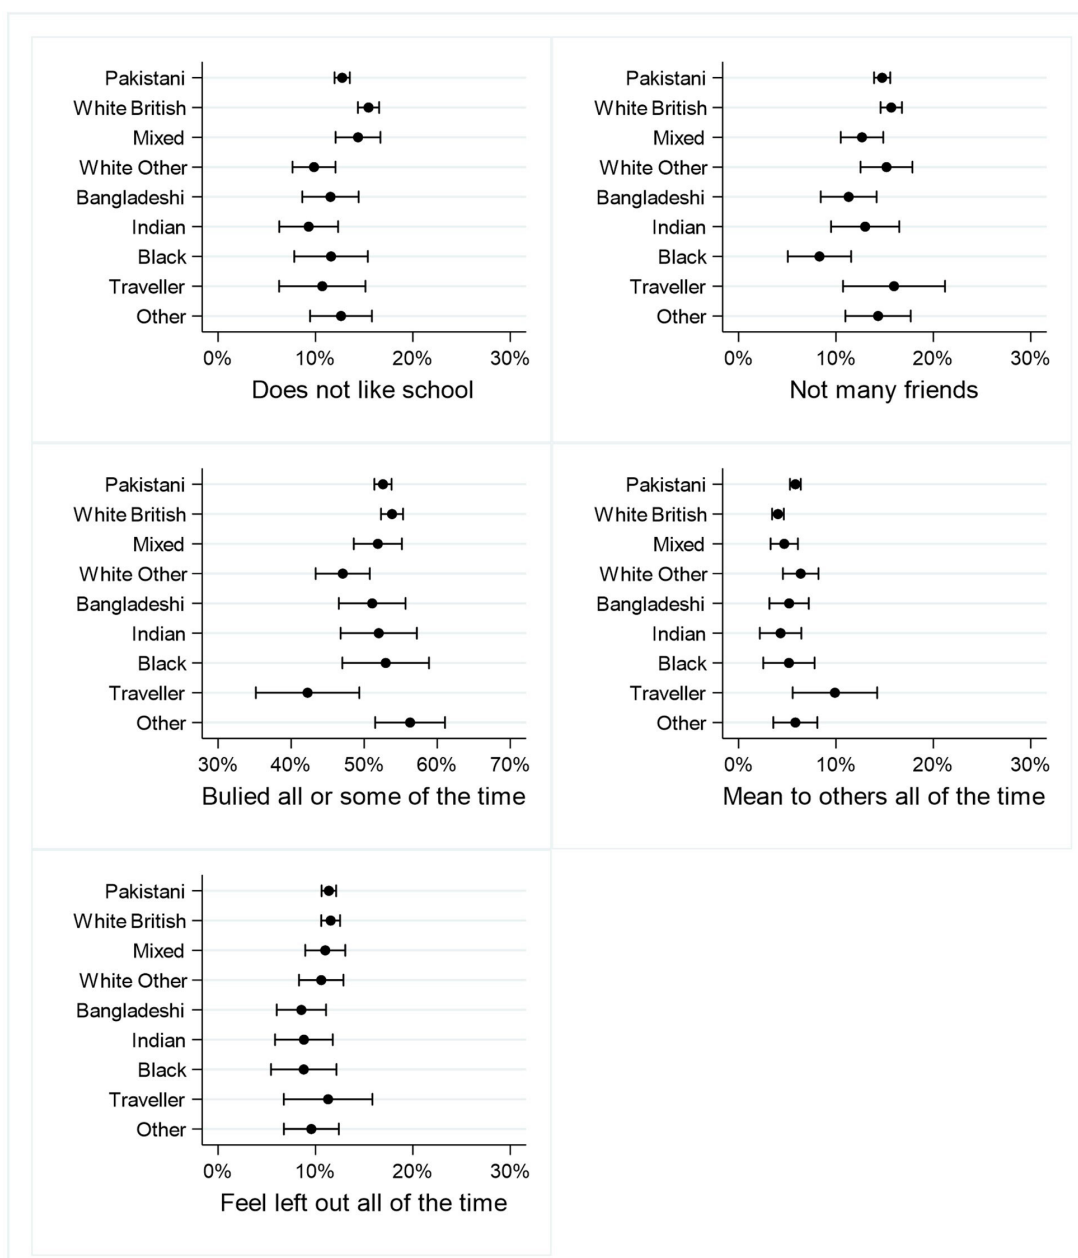 Pakistani
White British
Mixed
White Other
Bangladeshi
Indian
Black
Traveller
Other
0% 10% 20% 30%
Does not like school
Pakistani
White British
Mixed
White Other
Bangladeshi
Indian
Black
Traveller
Other
0% 10% 20% 30%
Not many friends
Pakistani
White British
Mixed
White Other
Bangladeshi
Indian
Black
Traveller
Other
30% 40% 50% 60% 70%
Bulied all or some of the time
Pakistani
White British
Mixed
White Other
Bangladeshi
Indian
Black
Traveller
Other
0% 10% 20% 30%
Mean to others all of the time
Pakistani
White British
Mixed
White Other
Bangladeshi
Indian
Black
Traveller
Other
0% 10% 20% 30%
Feel left out all of the time